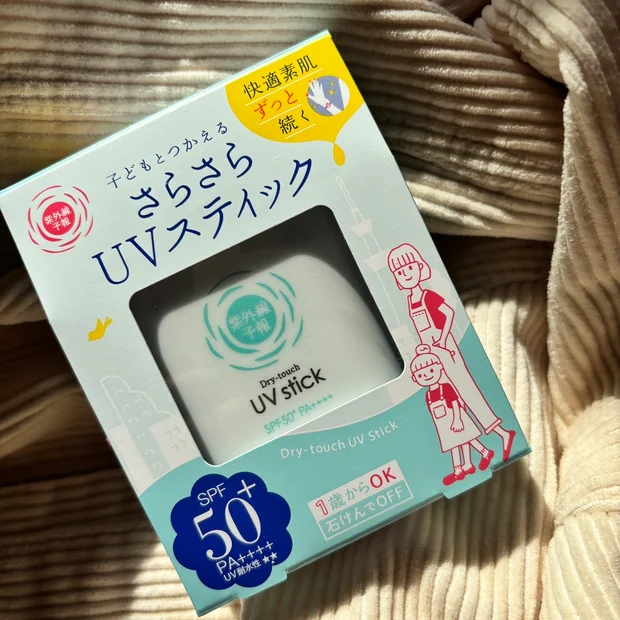 快適素肌
ずっと
続く
子どもとつかえる
さらさら
UVスティック
紫外線
予報
紫外線
予報
Dry-touch
UV stick
SPF50+ PA++++
Dry-touch UV Stick
SPF
50+
PA++++
UV耐水性★★
1歳からOK
石けんでOFF